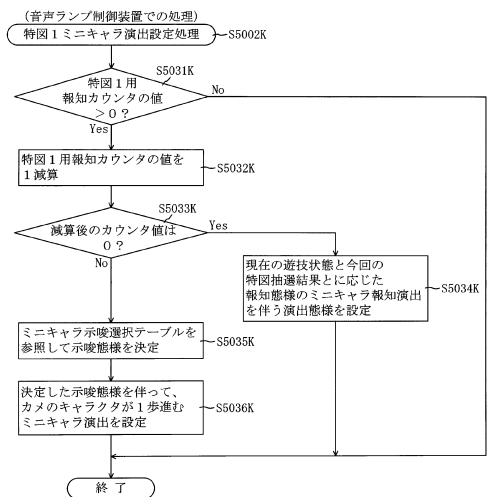 (音声ランプ制御装置での処理)
特図1ミニキャラ演出設定処理
S5002K
S5031K
特図1用
報知カウンタの値
>0?
No
Yes
特図1用報知カウンタの値を
1減算
S5032K
S5033K
減算後のカウンタ値は
0?
Yes
No
現在の遊技状態と今回の
特図抽選結果とに応じた
報知態様のミニキャラ報知演出
を伴う演出態様を設定
S5034K
ミニキャラ示唆選択テーブルを
参照して示唆態様を決定
S5035K
決定した示唆態様を伴って、
カメのキャラクタが1歩進む
ミニキャラ演出を設定
S5036K
終了